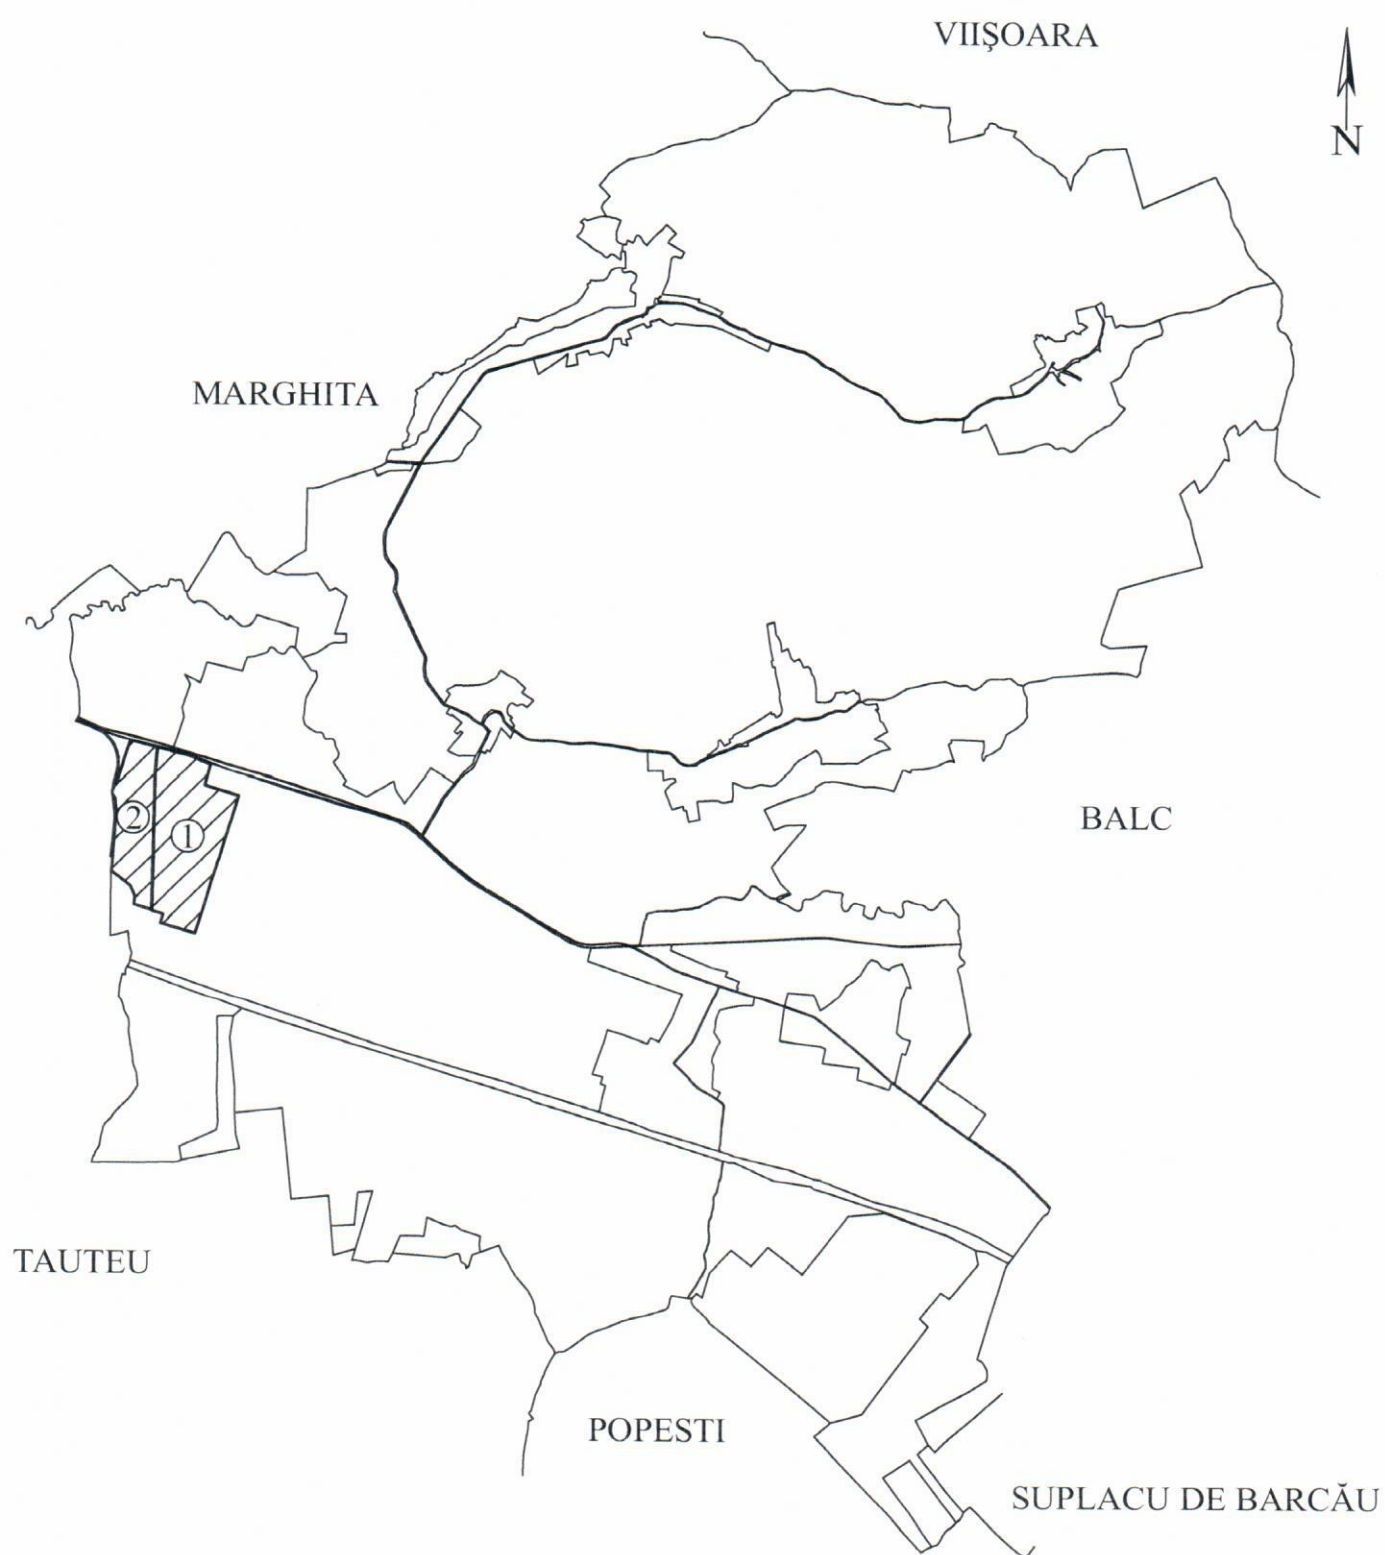 VIIŞOARA
N
MARGHITA
2
1
BALC
TAUTEU
POPESTI
SUPLACU DE BARCĂU